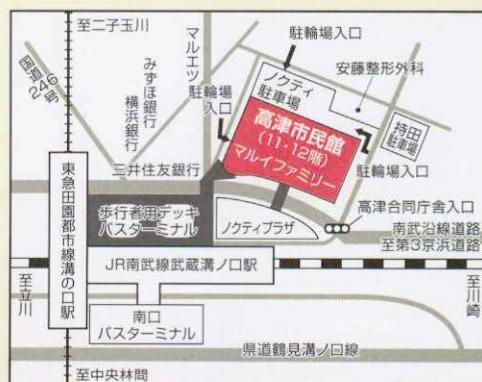 至二子玉川
国道246号
みずほ銀行
横浜銀行
マルエツ
三井住友銀行
駐輪場入口
駐輪場
入口
ノクティ
駐車場
安藤整形外科
高津市民館
(11・12階)
マルイファミリー
持田
駐車場
駐輪場入口
高津合同庁舎入口
南武沿線道路
至第3京浜道路
歩行者用デッキ
バスターミナル
ノクティプラザ
東急田園都市線溝の口駅
JR南武線武蔵溝ノ口駅
至立川
至川崎
南口
バスターミナル
県道鶴見溝ノ口線
至中央林間